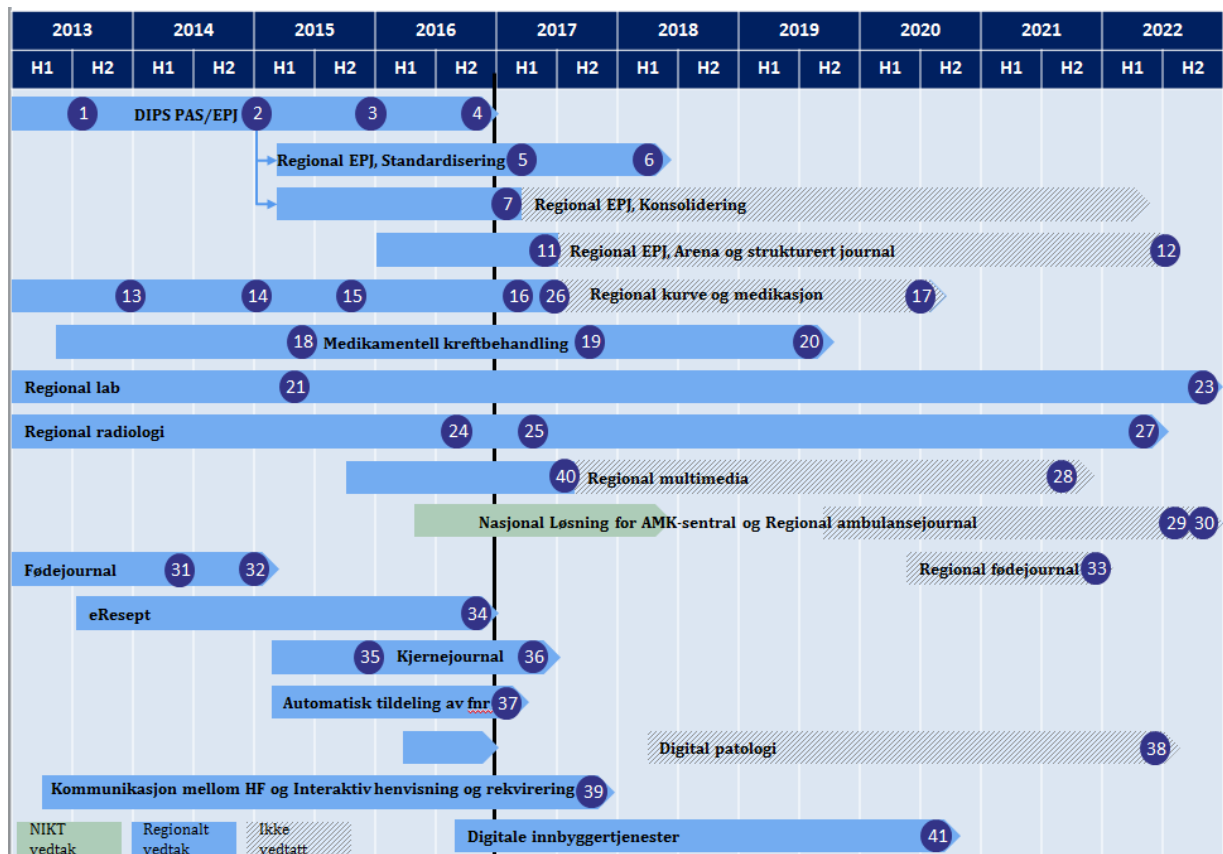 2013 2014 2015 2016 2017 2018 2019 2020 2021 2022
H1 H2 H1 H2 H1 H2 H1 H2 H1 H2 H1 H2 H1 H2 H1 H2 H1 H2 H1 H2
1 DIPS PAS/EPJ 2 3 4
Regional EPJ, Standardisering 5 6
7 Regional EPJ, Konsolidering
11 Regional EPJ, Arena og strukturert journal 12
13 14 15 16 26 Regional kurve og medikasjon 17
18 Medikamentell kreftbehandling 19 20
Regional lab 21 23
Regional radiologi 24 25 27
40 Regional multimedia 28
Nasjonal Løsning for AMK-sentral og Regional ambulansejournal 29 30
Fødejournal 31 32 Regional fødejournal 33
eResept 34
35 Kjernejournal 36
Automatisk tildeling av fnr 37
Digital patologi 38
Kommunikasjon mellom HF og Interaktiv henvisning og rekvirering 39
Digitale innbyggertjenester 41
NIKT Regionalt Ikke
vedtak vedtak vedtatt